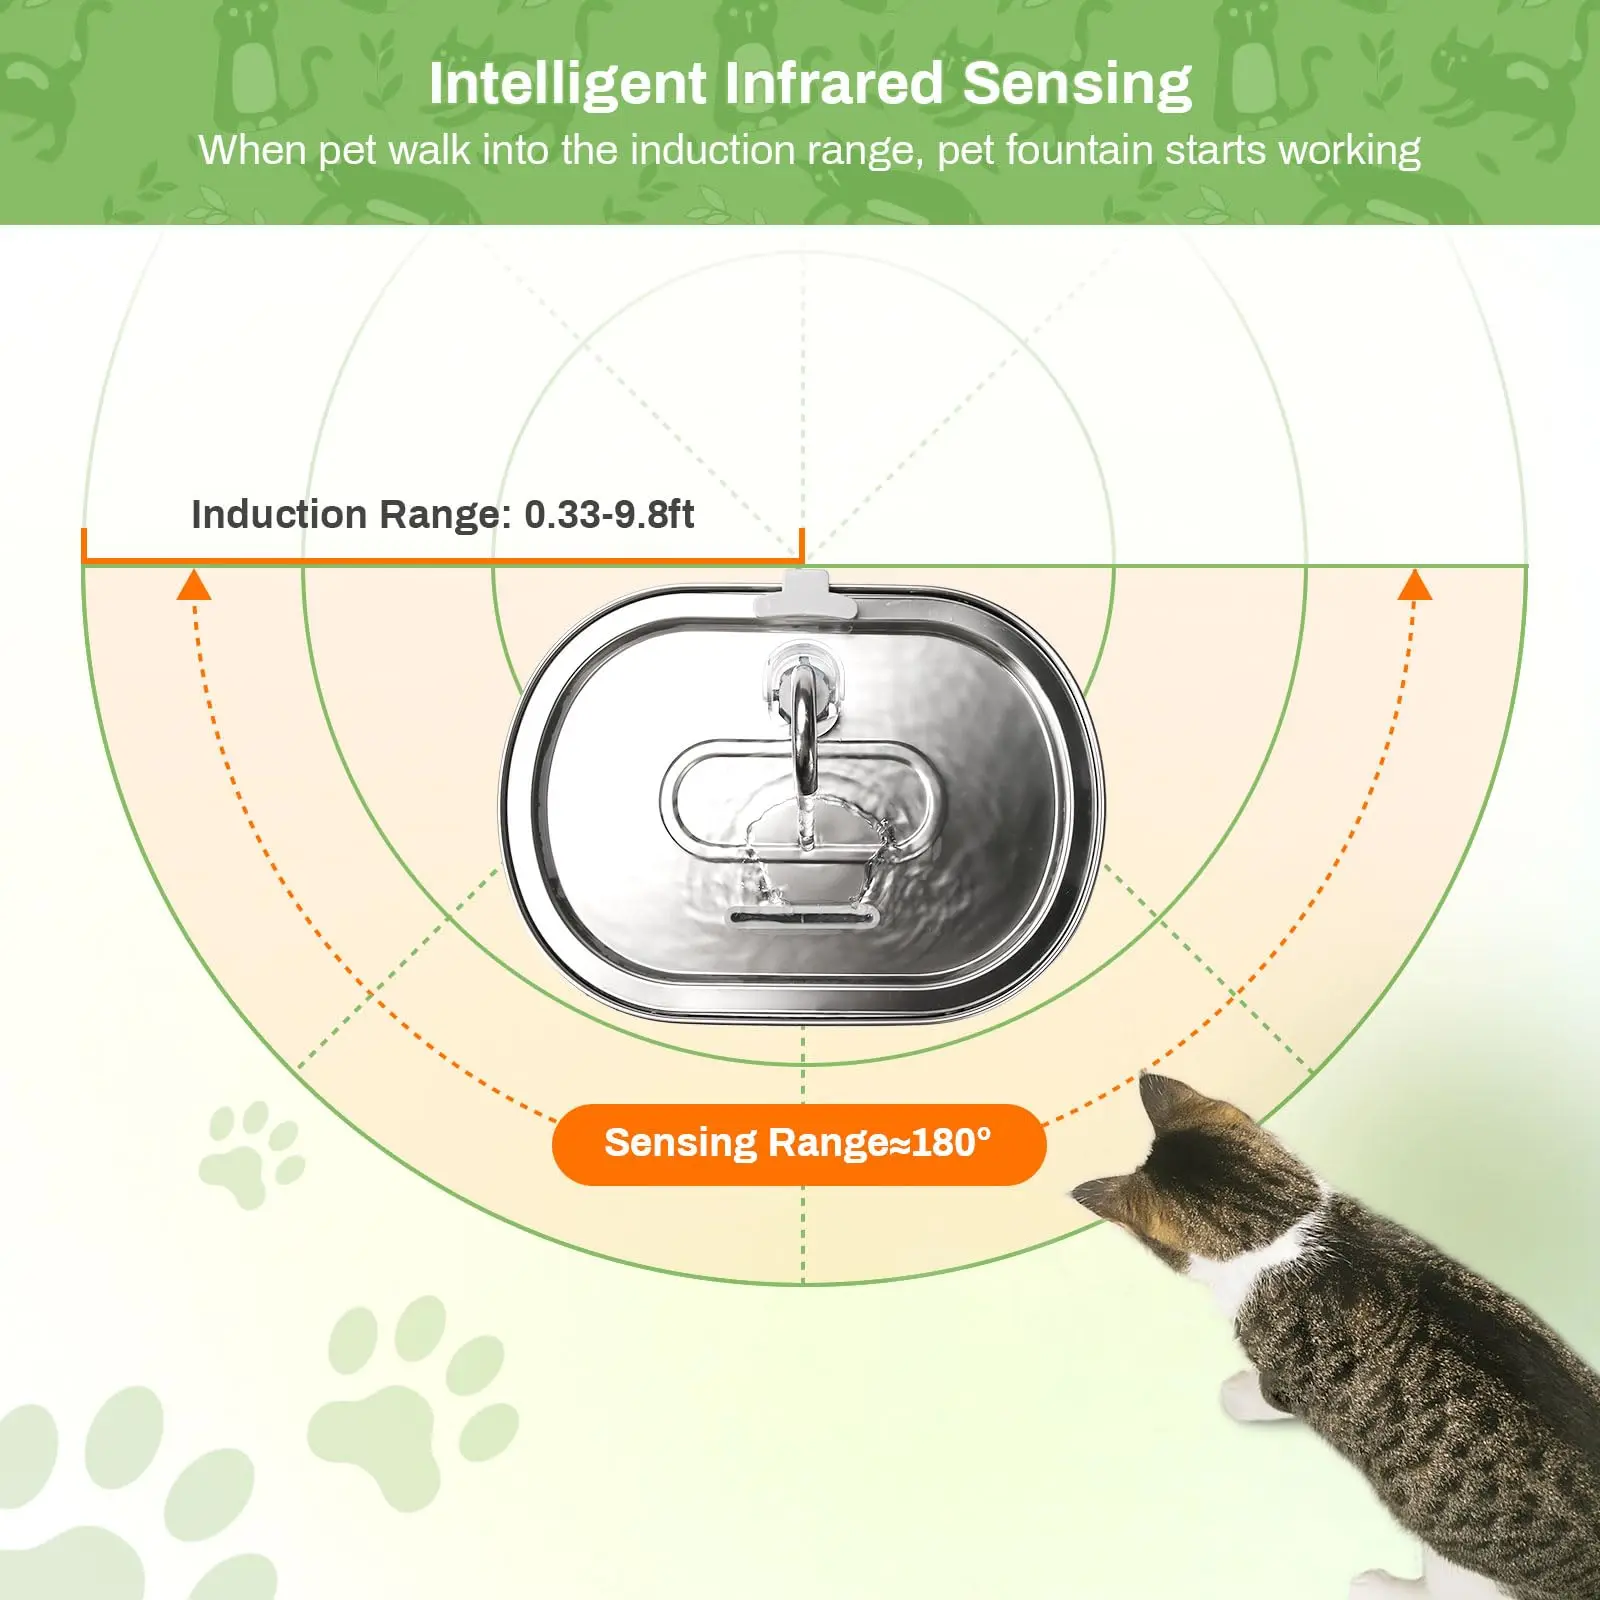 Intelligent Infrared Sensing
When pet walk into the induction range, pet fountain starts working
Induction Range: 0.33-9.8ft
Sensing Range≈180°